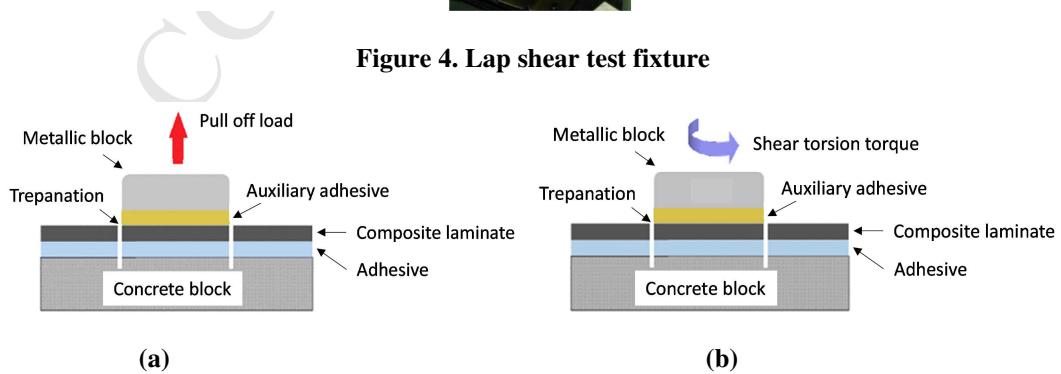 Figure 4. Lap shear test fixture
Pull off load
Metallic block
Trepanation
Auxiliary adhesive
Composite laminate
Adhesive
Concrete block
(a)
Metallic block
Shear torsion torque
Trepanation
Auxiliary adhesive
Composite laminate
Adhesive
Concrete block
(b)